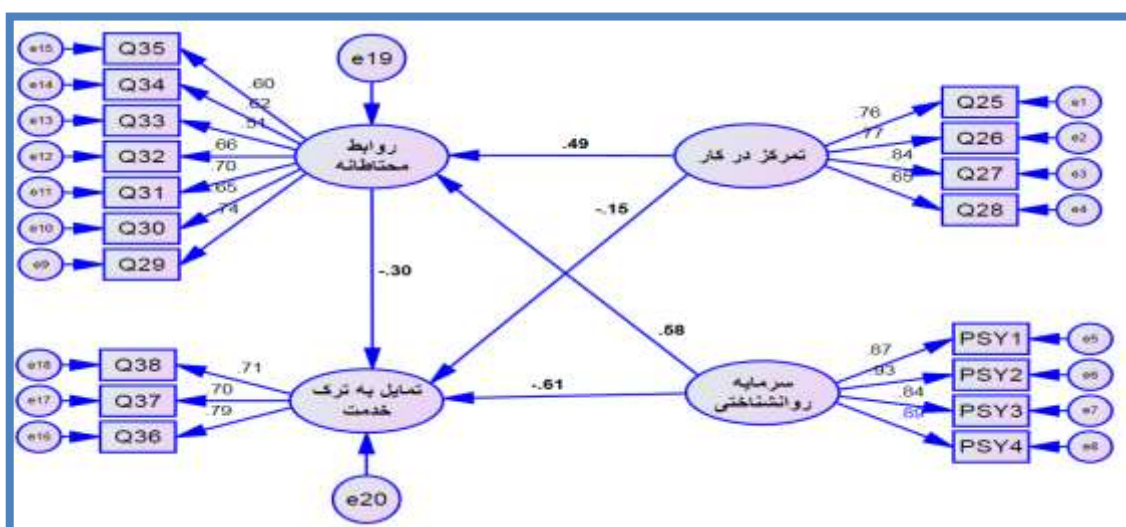 e15
Q35
e14
Q34
e13
Q33
e12
Q32
e11
Q31
e10
Q30
e9
Q29
.60
.62
.51
.66
.70
.65
.74
e19
روابط
محتاطانه
.49
تمرکز در کار
.76
.77
.84
.65
Q25
e1
Q26
e2
Q27
e3
Q28
e4
-.15
-.30
.58
-.61
e18
Q38
e17
Q37
e16
Q36
.71
.70
.79
تمایل به ترک
خدمت
e20
سرمایه
روانشناختی
.87
.93
.84
.89
PSY1
e5
PSY2
e6
PSY3
e7
PSY4
e8